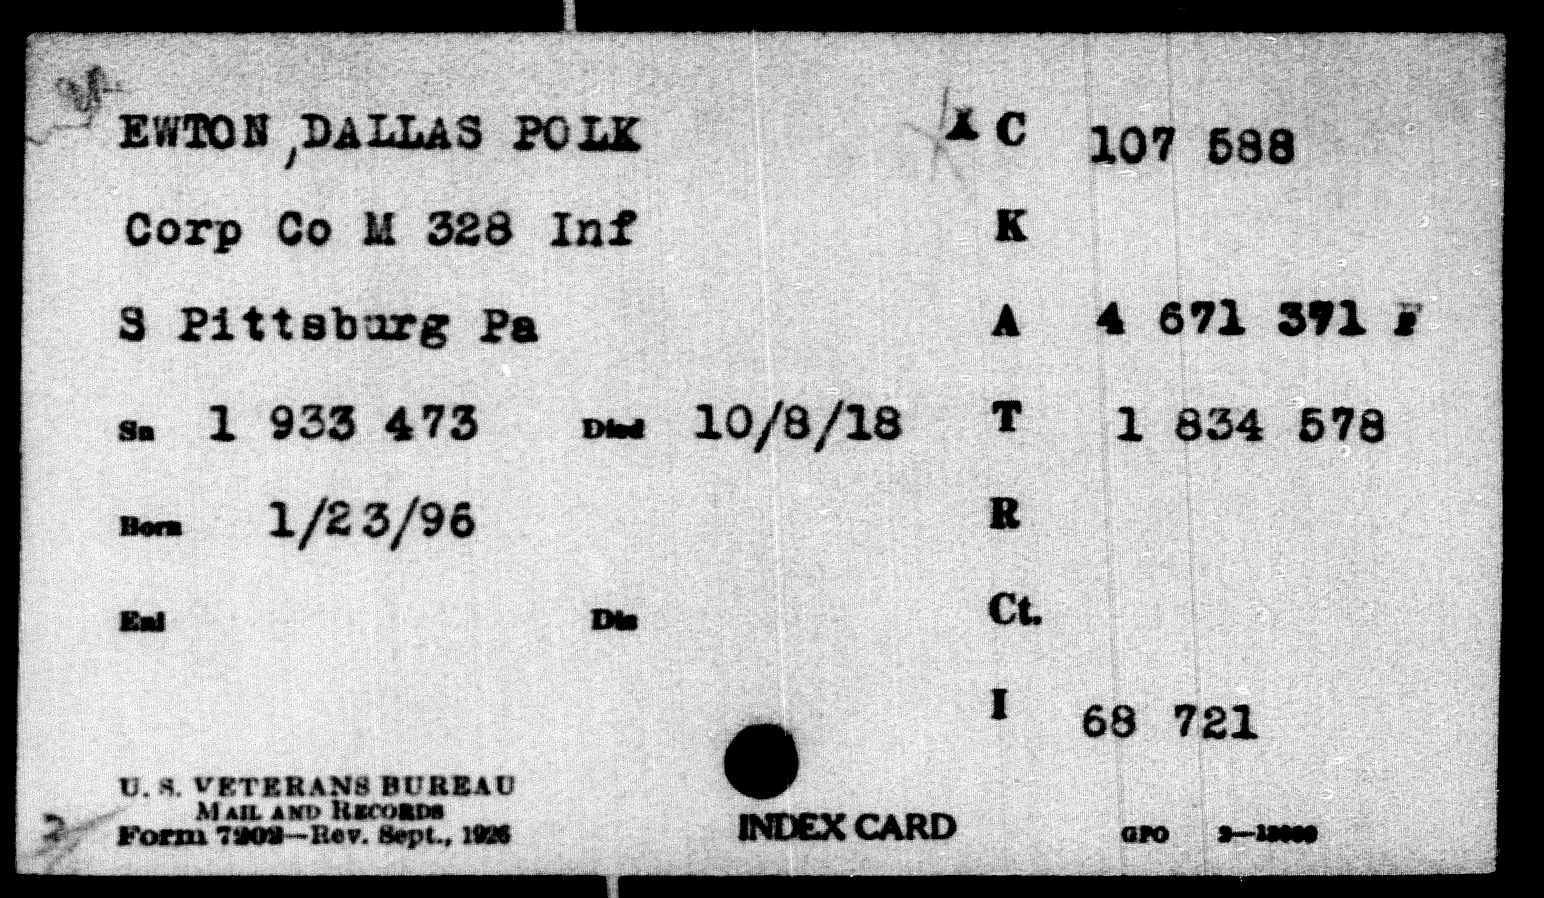 EWTON, DALLAS POLK X C 107 588
Corp Co M 328 Inf K
S Pittsburg Pa A 4 671 371
Sn 1 933 473 Died 10/8/18 T 1 834 578
Born 1/23/96 R
Enl Dis Ct.
I 68 721
U. S. VETERANS BUREAU
MAIL AND RECORDS
Form 7202—Rev. Sept., 1926
INDEX CARD
GPO